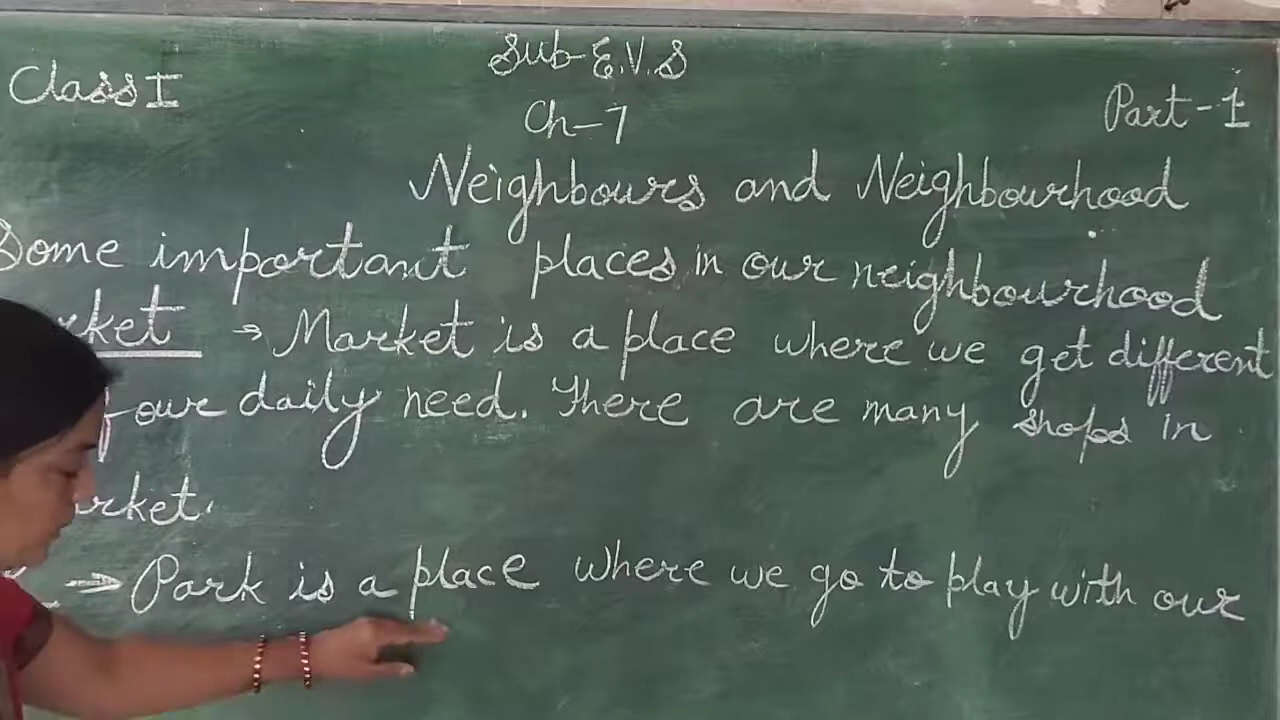 Sub-E.V.S
Class I
Ch-7
Part-1
Neighbours and Neighbourhood
Some important places in our neighbourhood
rket → Market is a place where we get different
our daily need. There are many shops in
rket.
→ Park is a place where we go to play with our